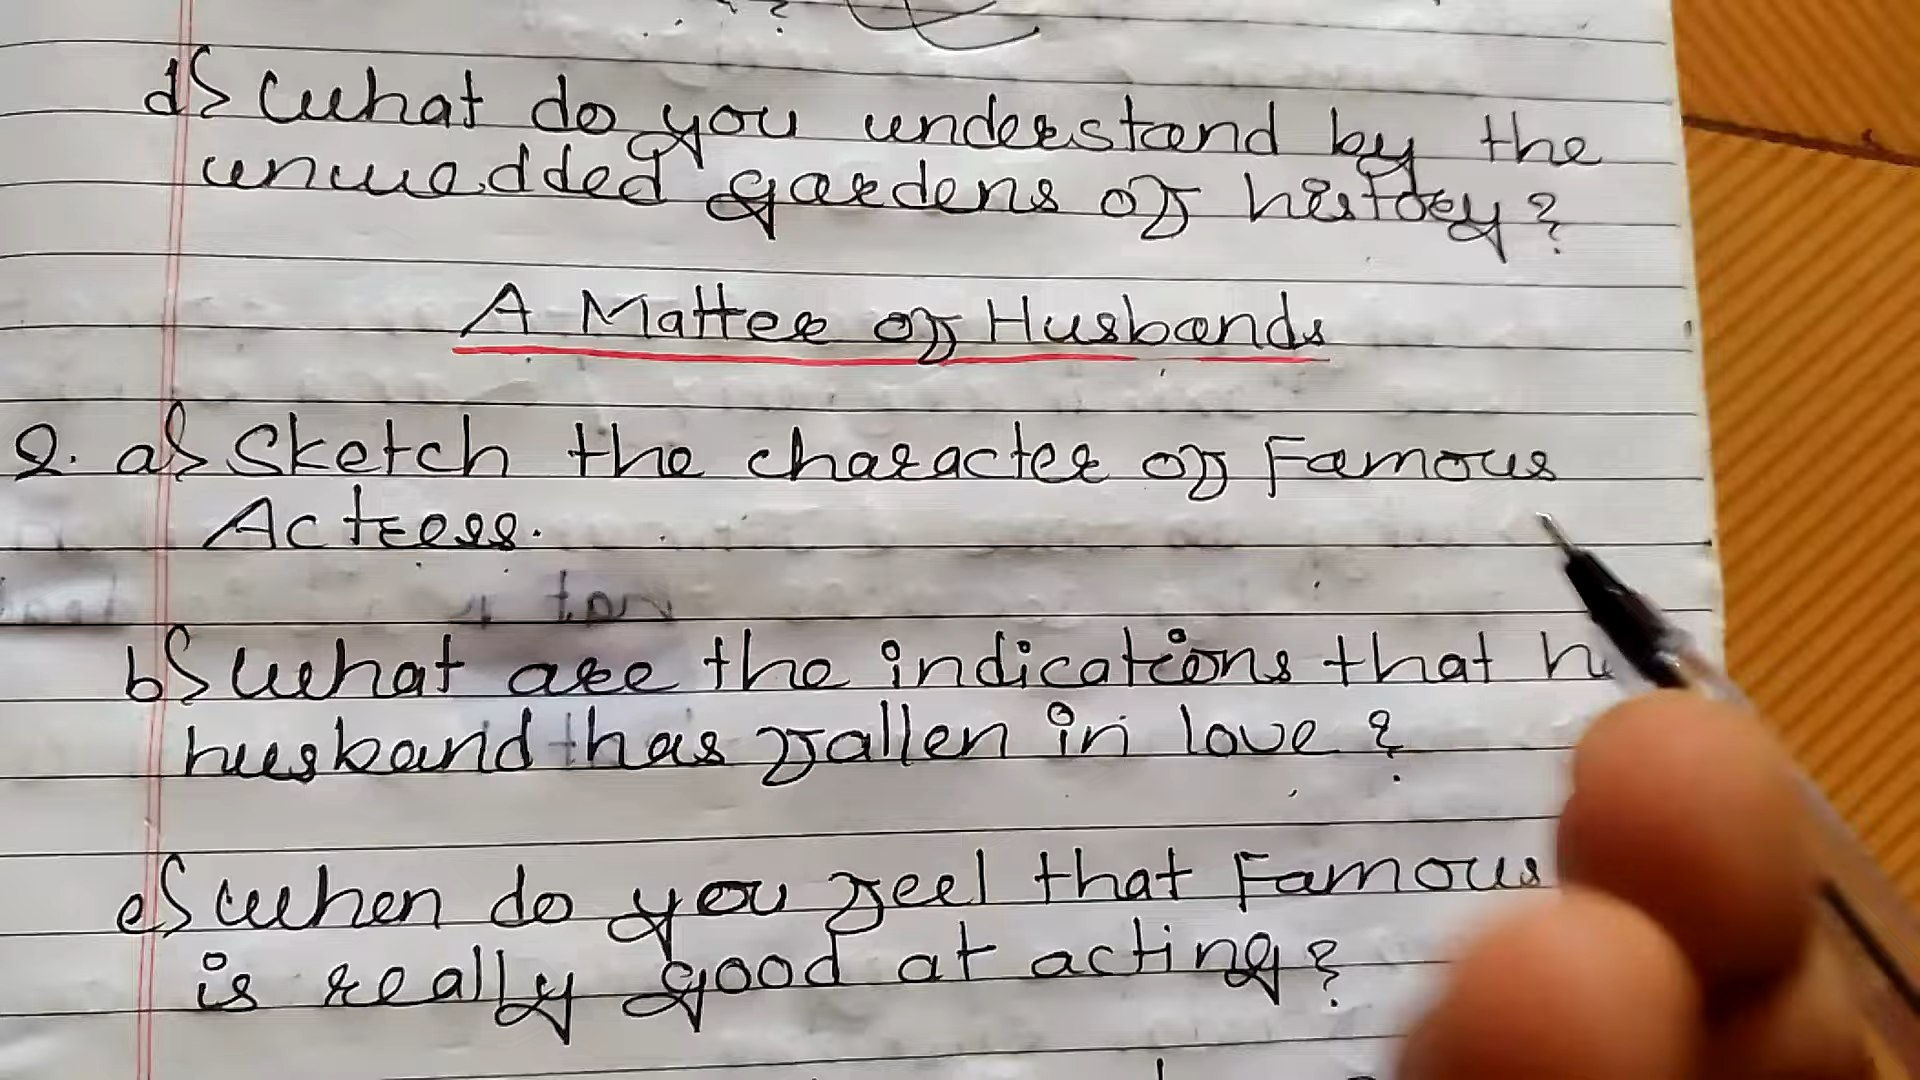 d) What do you understand by the
unwedded gardens of history?
A Matter of Husbands
2. a) Sketch the character of Famous
Actress.
b) What are the indications that
husband has fallen in love?
c) When do you feel that Famous
is really good at acting?